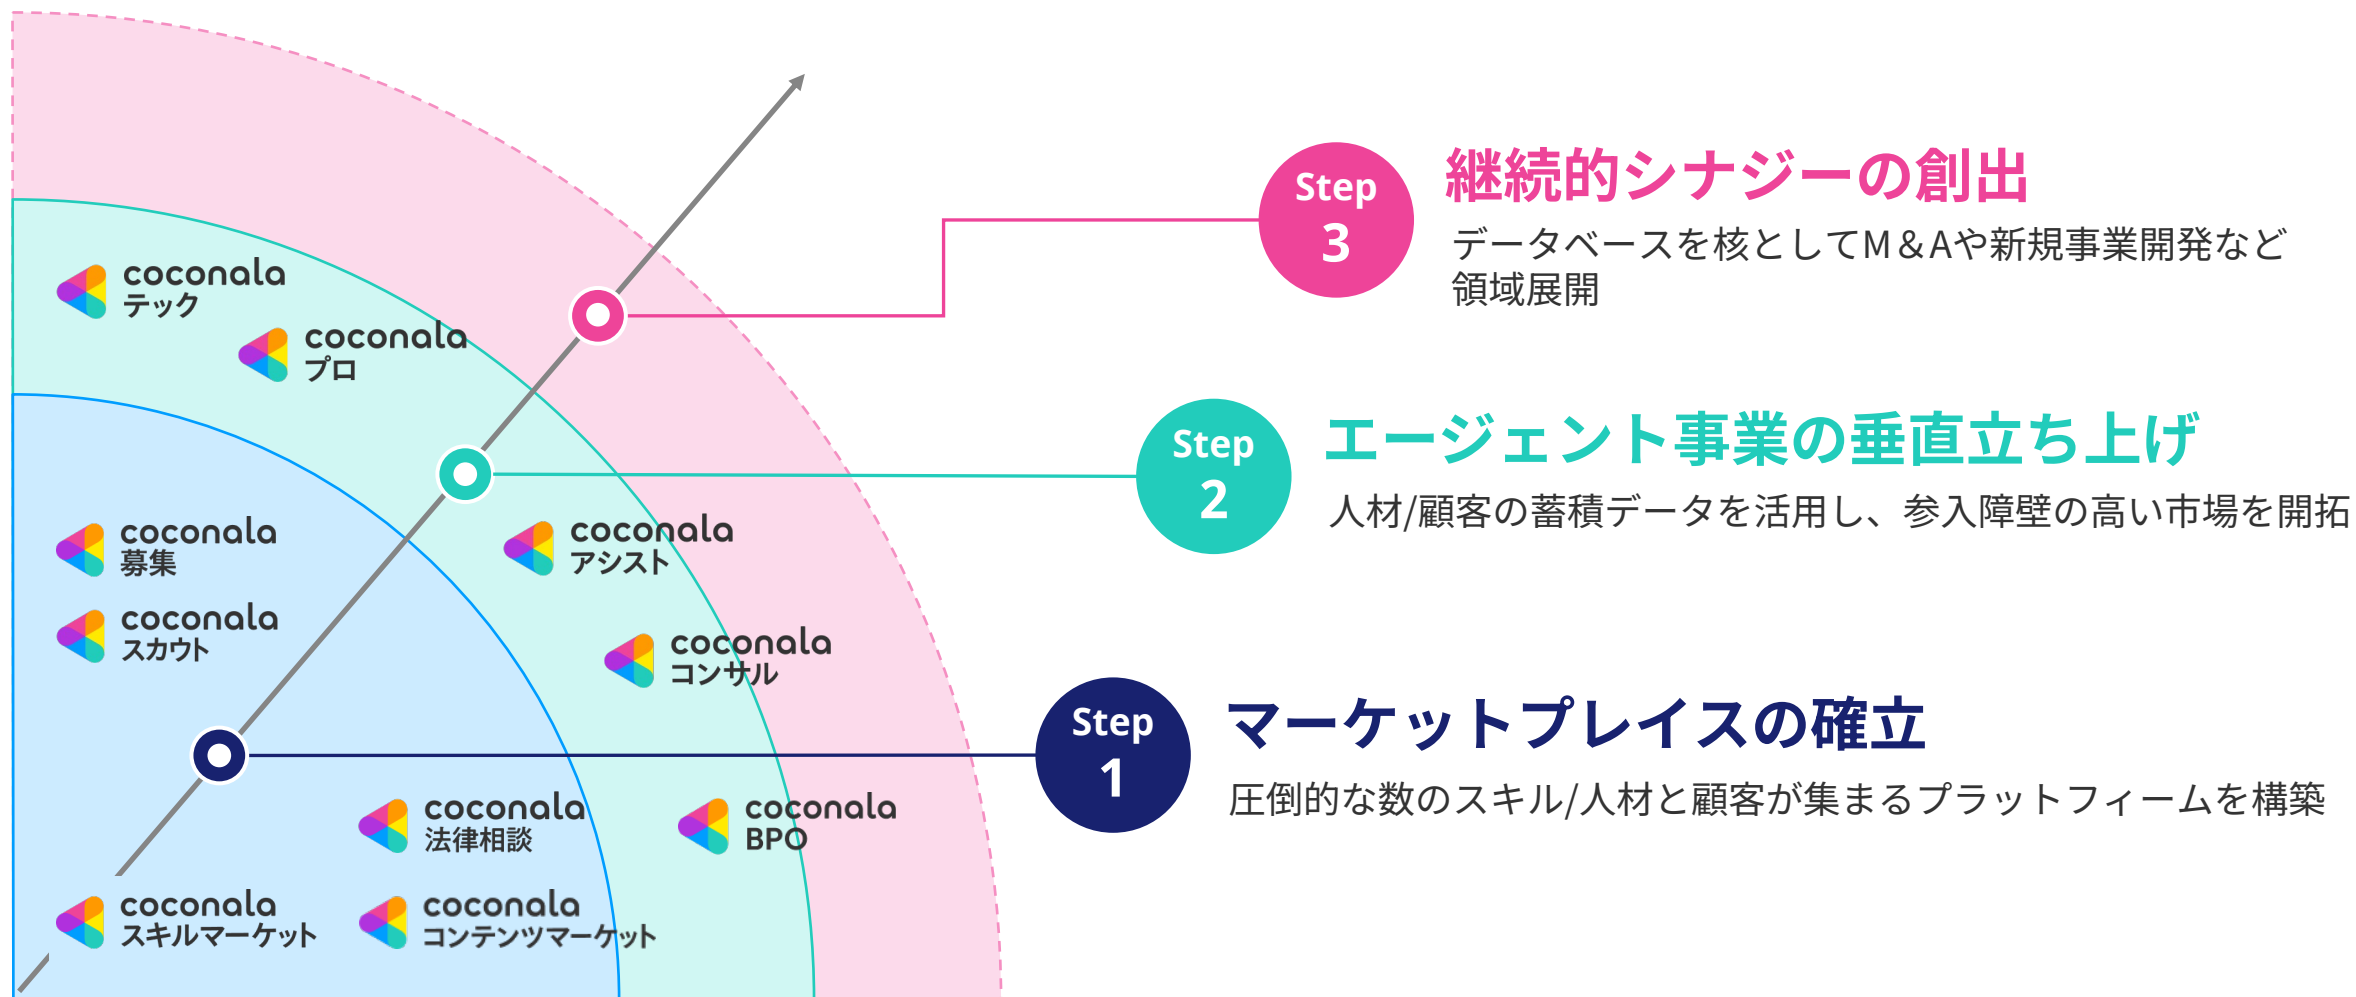 coconala
テック
coconala
プロ
coconala
募集
coconala
スカウト
coconala
アシスト
coconala
コンサル
coconala
法律相談
coconala
BPO
coconala
スキルマーケット
coconala
コンテンツマーケット
Step
3
継続的シナジーの創出
データベースを核としてM&Aや新規事業開発など
領域展開
Step
2
エージェント事業の垂直立ち上げ
人材/顧客の蓄積データを活用し、参入障壁の高い市場を開拓
Step
1
マーケットプレイスの確立
圧倒的な数のスキル/人材と顧客が集まるプラットフィームを構築